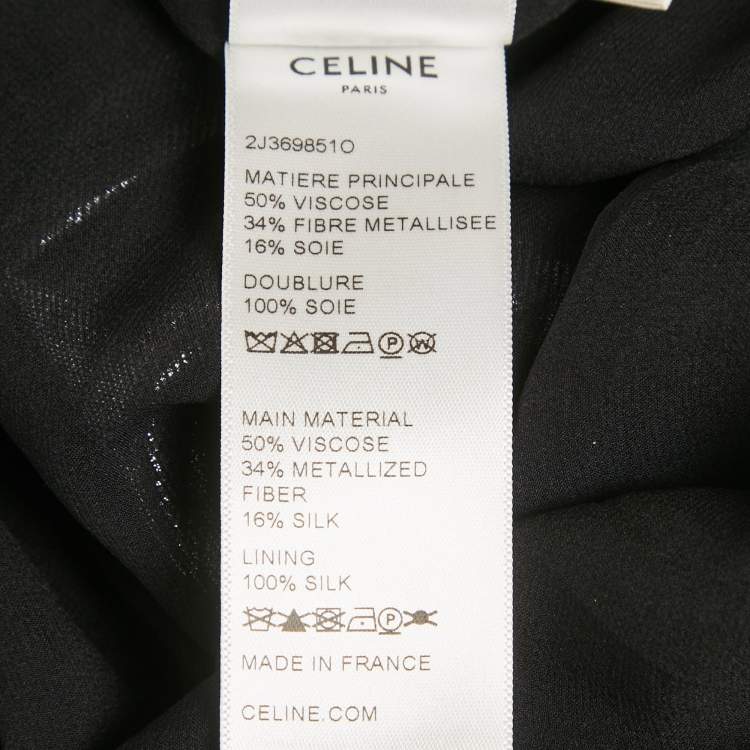 CELINE
PARIS
2J369851O
MATIERE PRINCIPALE
50% VISCOSE
34% FIBRE METALLISEE
16% SOIE
DOUBLURE
100% SOIE
P W
MAIN MATERIAL
50% VISCOSE
34% METALLIZED
FIBER
16% SILK
LINING
100% SILK
P
MADE IN FRANCE
CELINE.COM